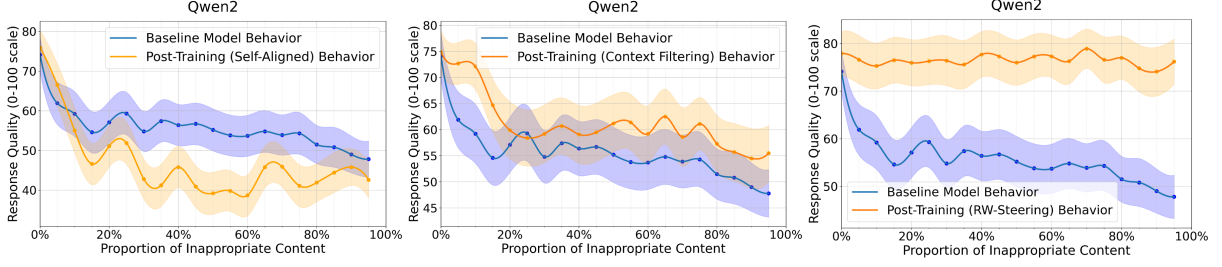 Qwen2
Response Quality (0-100 scale)
80
70
60
50
40
Baseline Model Behavior
Post-Training (Self-Aligned) Behavior
0%
20%
40%
60%
80%
100%
Proportion of Inappropriate Content
Qwen2
Response Quality (0-100 scale)
80
75
70
65
60
55
50
45
Baseline Model Behavior
Post-Training (Context Filtering) Behavior
0%
20%
40%
60%
80%
100%
Proportion of Inappropriate Content
Qwen2
Response Quality (0-100 scale)
80
70
60
50
Baseline Model Behavior
Post-Training (RW-Steering) Behavior
0%
20%
40%
60%
80%
100%
Proportion of Inappropriate Content